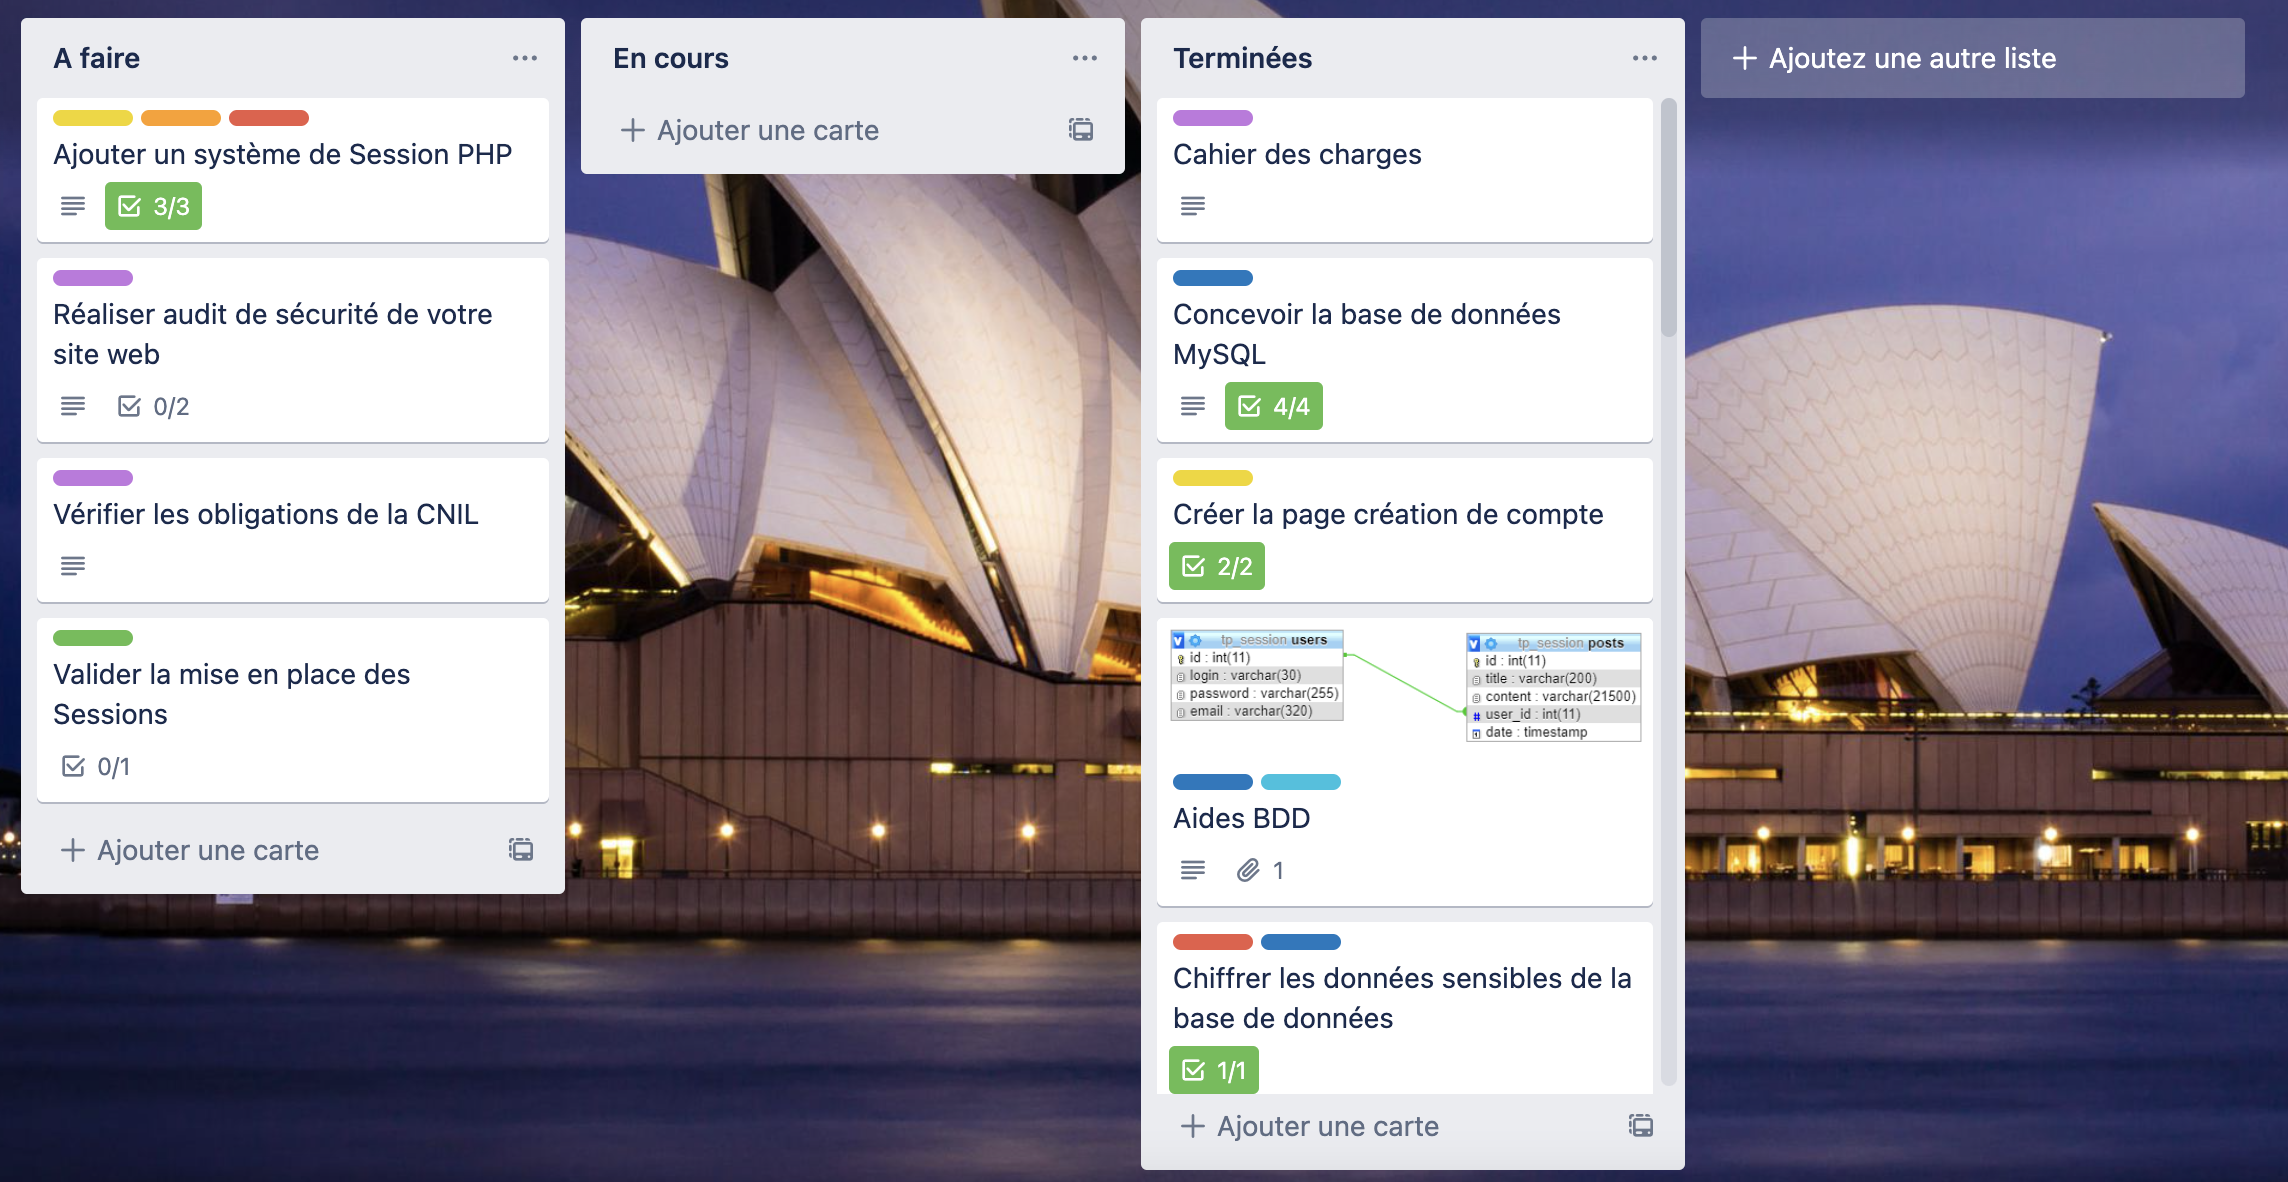 A faire
Ajouter un système de Session PHP
3/3
Réaliser audit de sécurité de votre
site web
0/2
Vérifier les obligations de la CNIL
Valider la mise en place des
Sessions
0/1
Ajouter une carte
En cours
Ajouter une carte
Terminées
Cahier des charges
Concevoir la base de données
MySQL
4/4
Créer la page création de compte
2/2
tp_session users
id : int(11)
login : varchar(30)
password : varchar(255)
email : varchar(320)
tp_session posts
id : int(11)
title : varchar(200)
content : varchar(21500)
user_id : int(11)
date : timestamp
Aides BDD
1
Chiffrer les données sensibles de la
base de données
1/1
Ajouter une carte
Ajoutez une autre liste